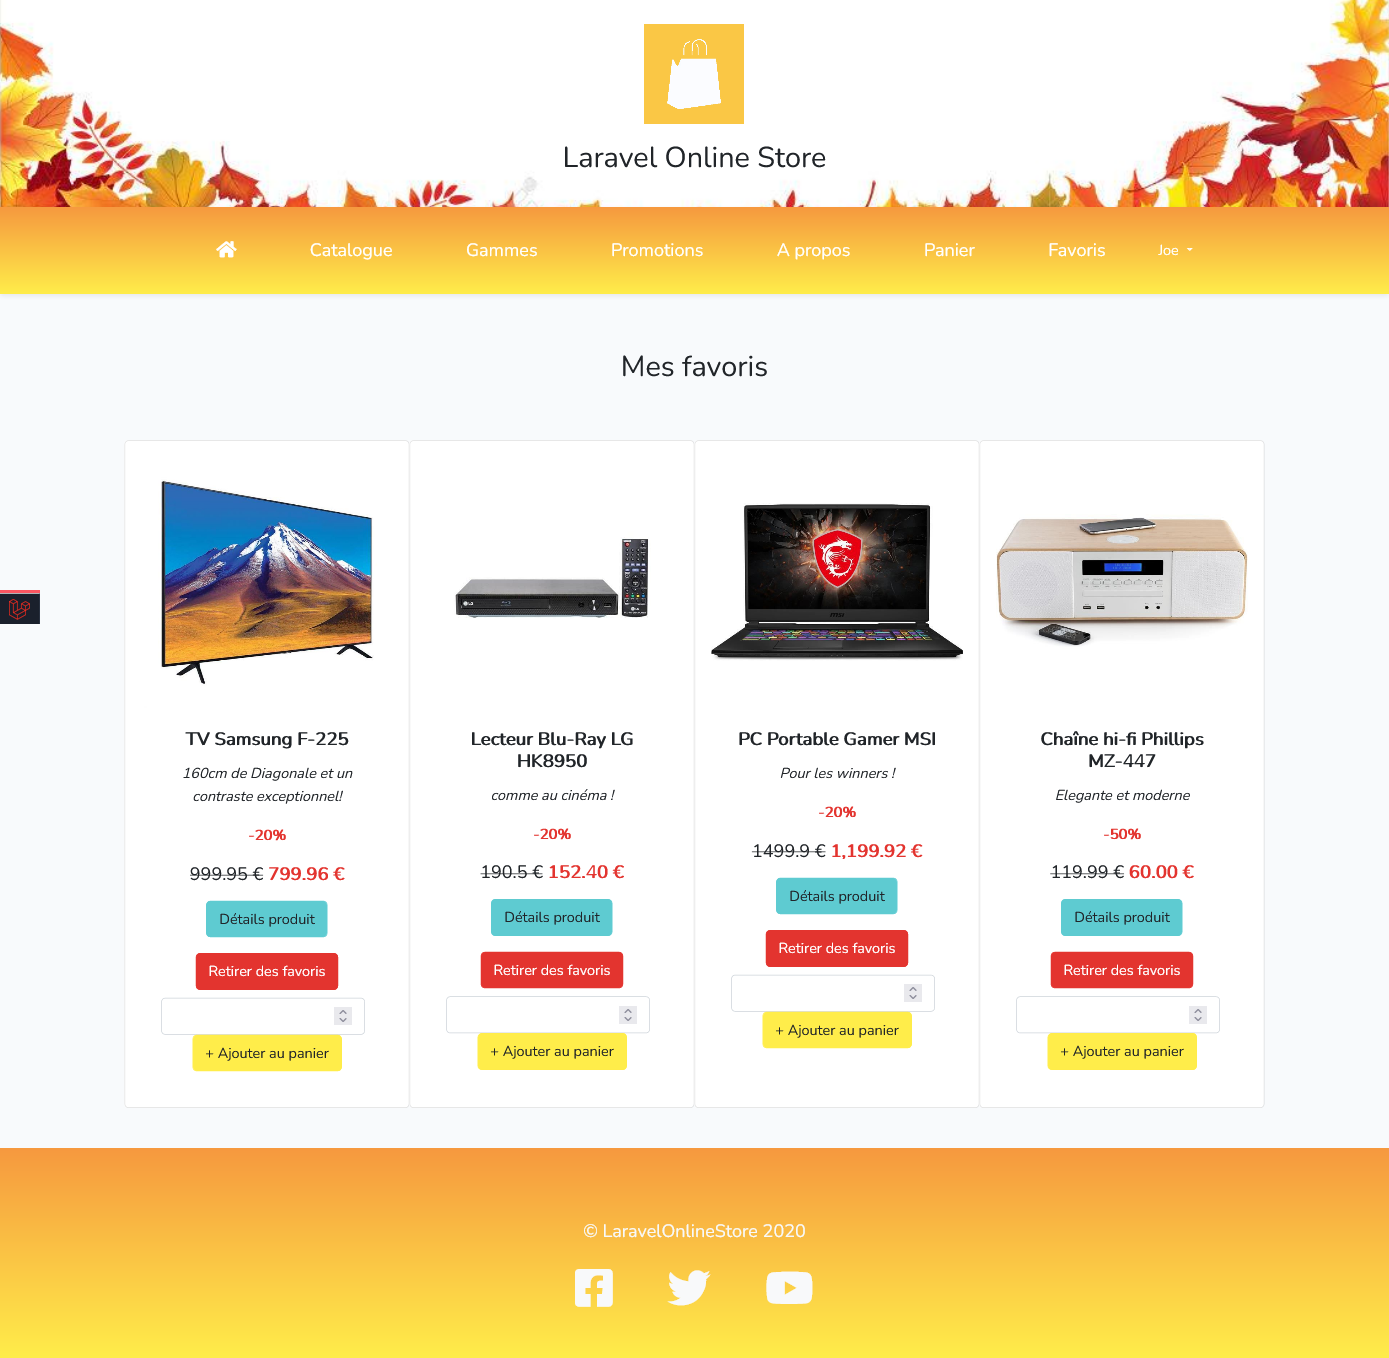 Laravel Online Store
Catalogue
Gammes
Promotions
A propos
Panier
Favoris
Joe
Mes favoris
TV Samsung F-225
160cm de Diagonale et un
contraste exceptionnel!
-20%
999.95 € 799.96 €
Détails produit
Retirer des favoris
+ Ajouter au panier
LG
LG
Lecteur Blu-Ray LG
HK8950
comme au cinéma !
-20%
190.5 € 152.40 €
Détails produit
Retirer des favoris
+ Ajouter au panier
PC Portable Gamer MSI
Pour les winners !
-20%
1499.9 € 1,199.92 €
Détails produit
Retirer des favoris
+ Ajouter au panier
Chaîne hi-fi Phillips
MZ-447
Elegante et moderne
-50%
119.99 € 60.00 €
Détails produit
Retirer des favoris
+ Ajouter au panier
© LaravelOnlineStore 2020